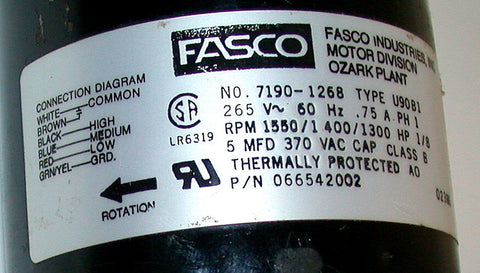 FASCO
FASCO INDUSTRIES,
MOTOR DIVISION
OZARK PLANT
CONNECTION DIAGRAM
WHITE COMMON
BROWN
BLACK HIGH
BLUE MEDIUM
RED LOW
GRN/YEL GRD.
ROTATION
SA
LR6319
NO. 7190-1268 TYPE U90B1
265 V~ 60 Hz .75 A PH 1
RPM 1550/1400/1300 HP 1/8
5 MFD 370 VAC CAP CLASS B
THERMALLY PROTECTED AO
P/N 066542002